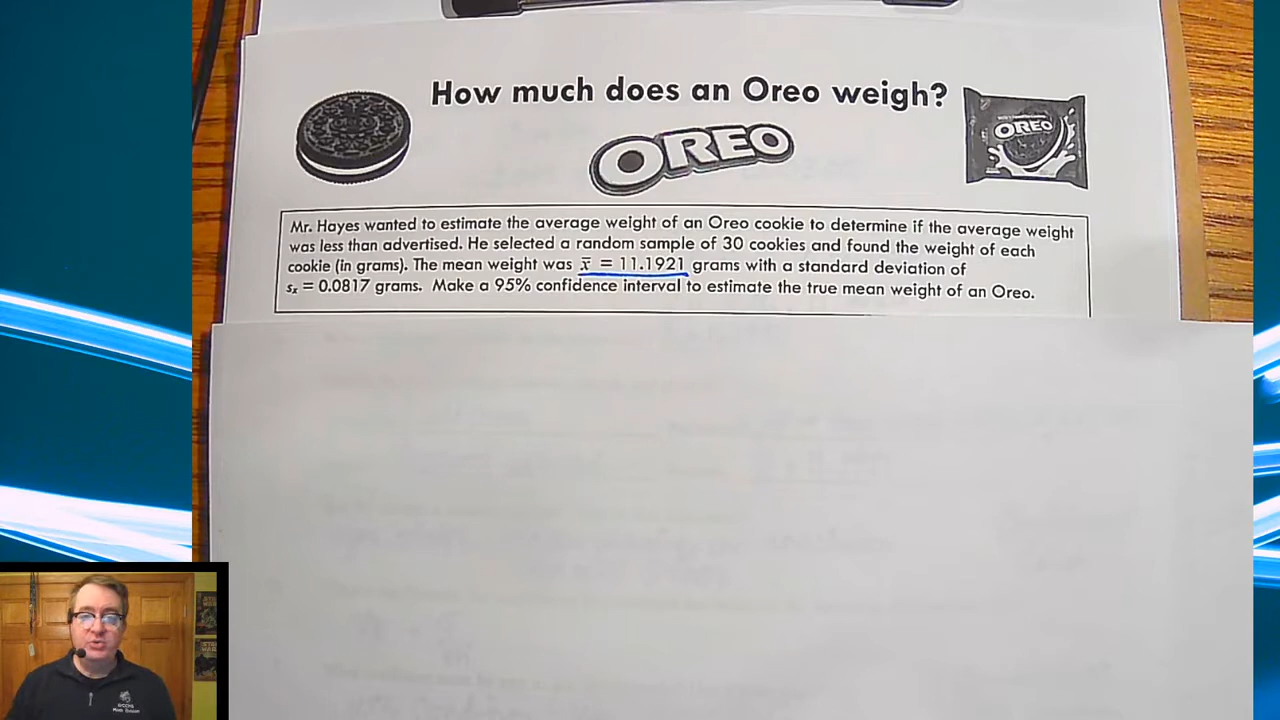 How much does an Oreo weigh?
OREO
OREO
Mr. Hayes wanted to estimate the average weight of an Oreo cookie to determine if the average weight
was less than advertised. He selected a random sample of 30 cookies and found the weight of each
cookie (in grams). The mean weight was x̄ = 11.1921 grams with a standard deviation of
sₓ = 0.0817 grams. Make a 95% confidence interval to estimate the true mean weight of an Oreo.